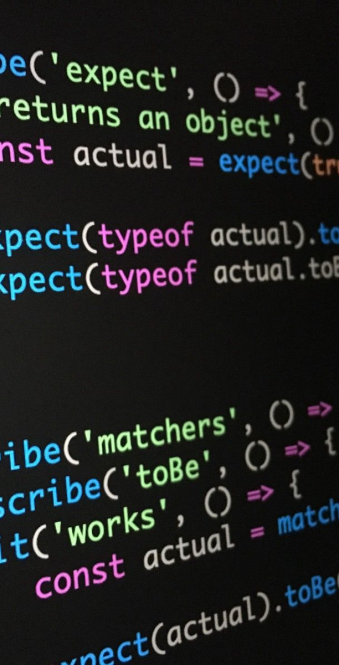 be('expect', () => {
returns an object', ()
nst actual = expect(tr
xpect(typeof actual).to
xpect(typeof actual.toB
ribe('matchers', () =>
scribe('toBe', () => {
it('works', () => {
const actual = match
xpect(actual).toBe